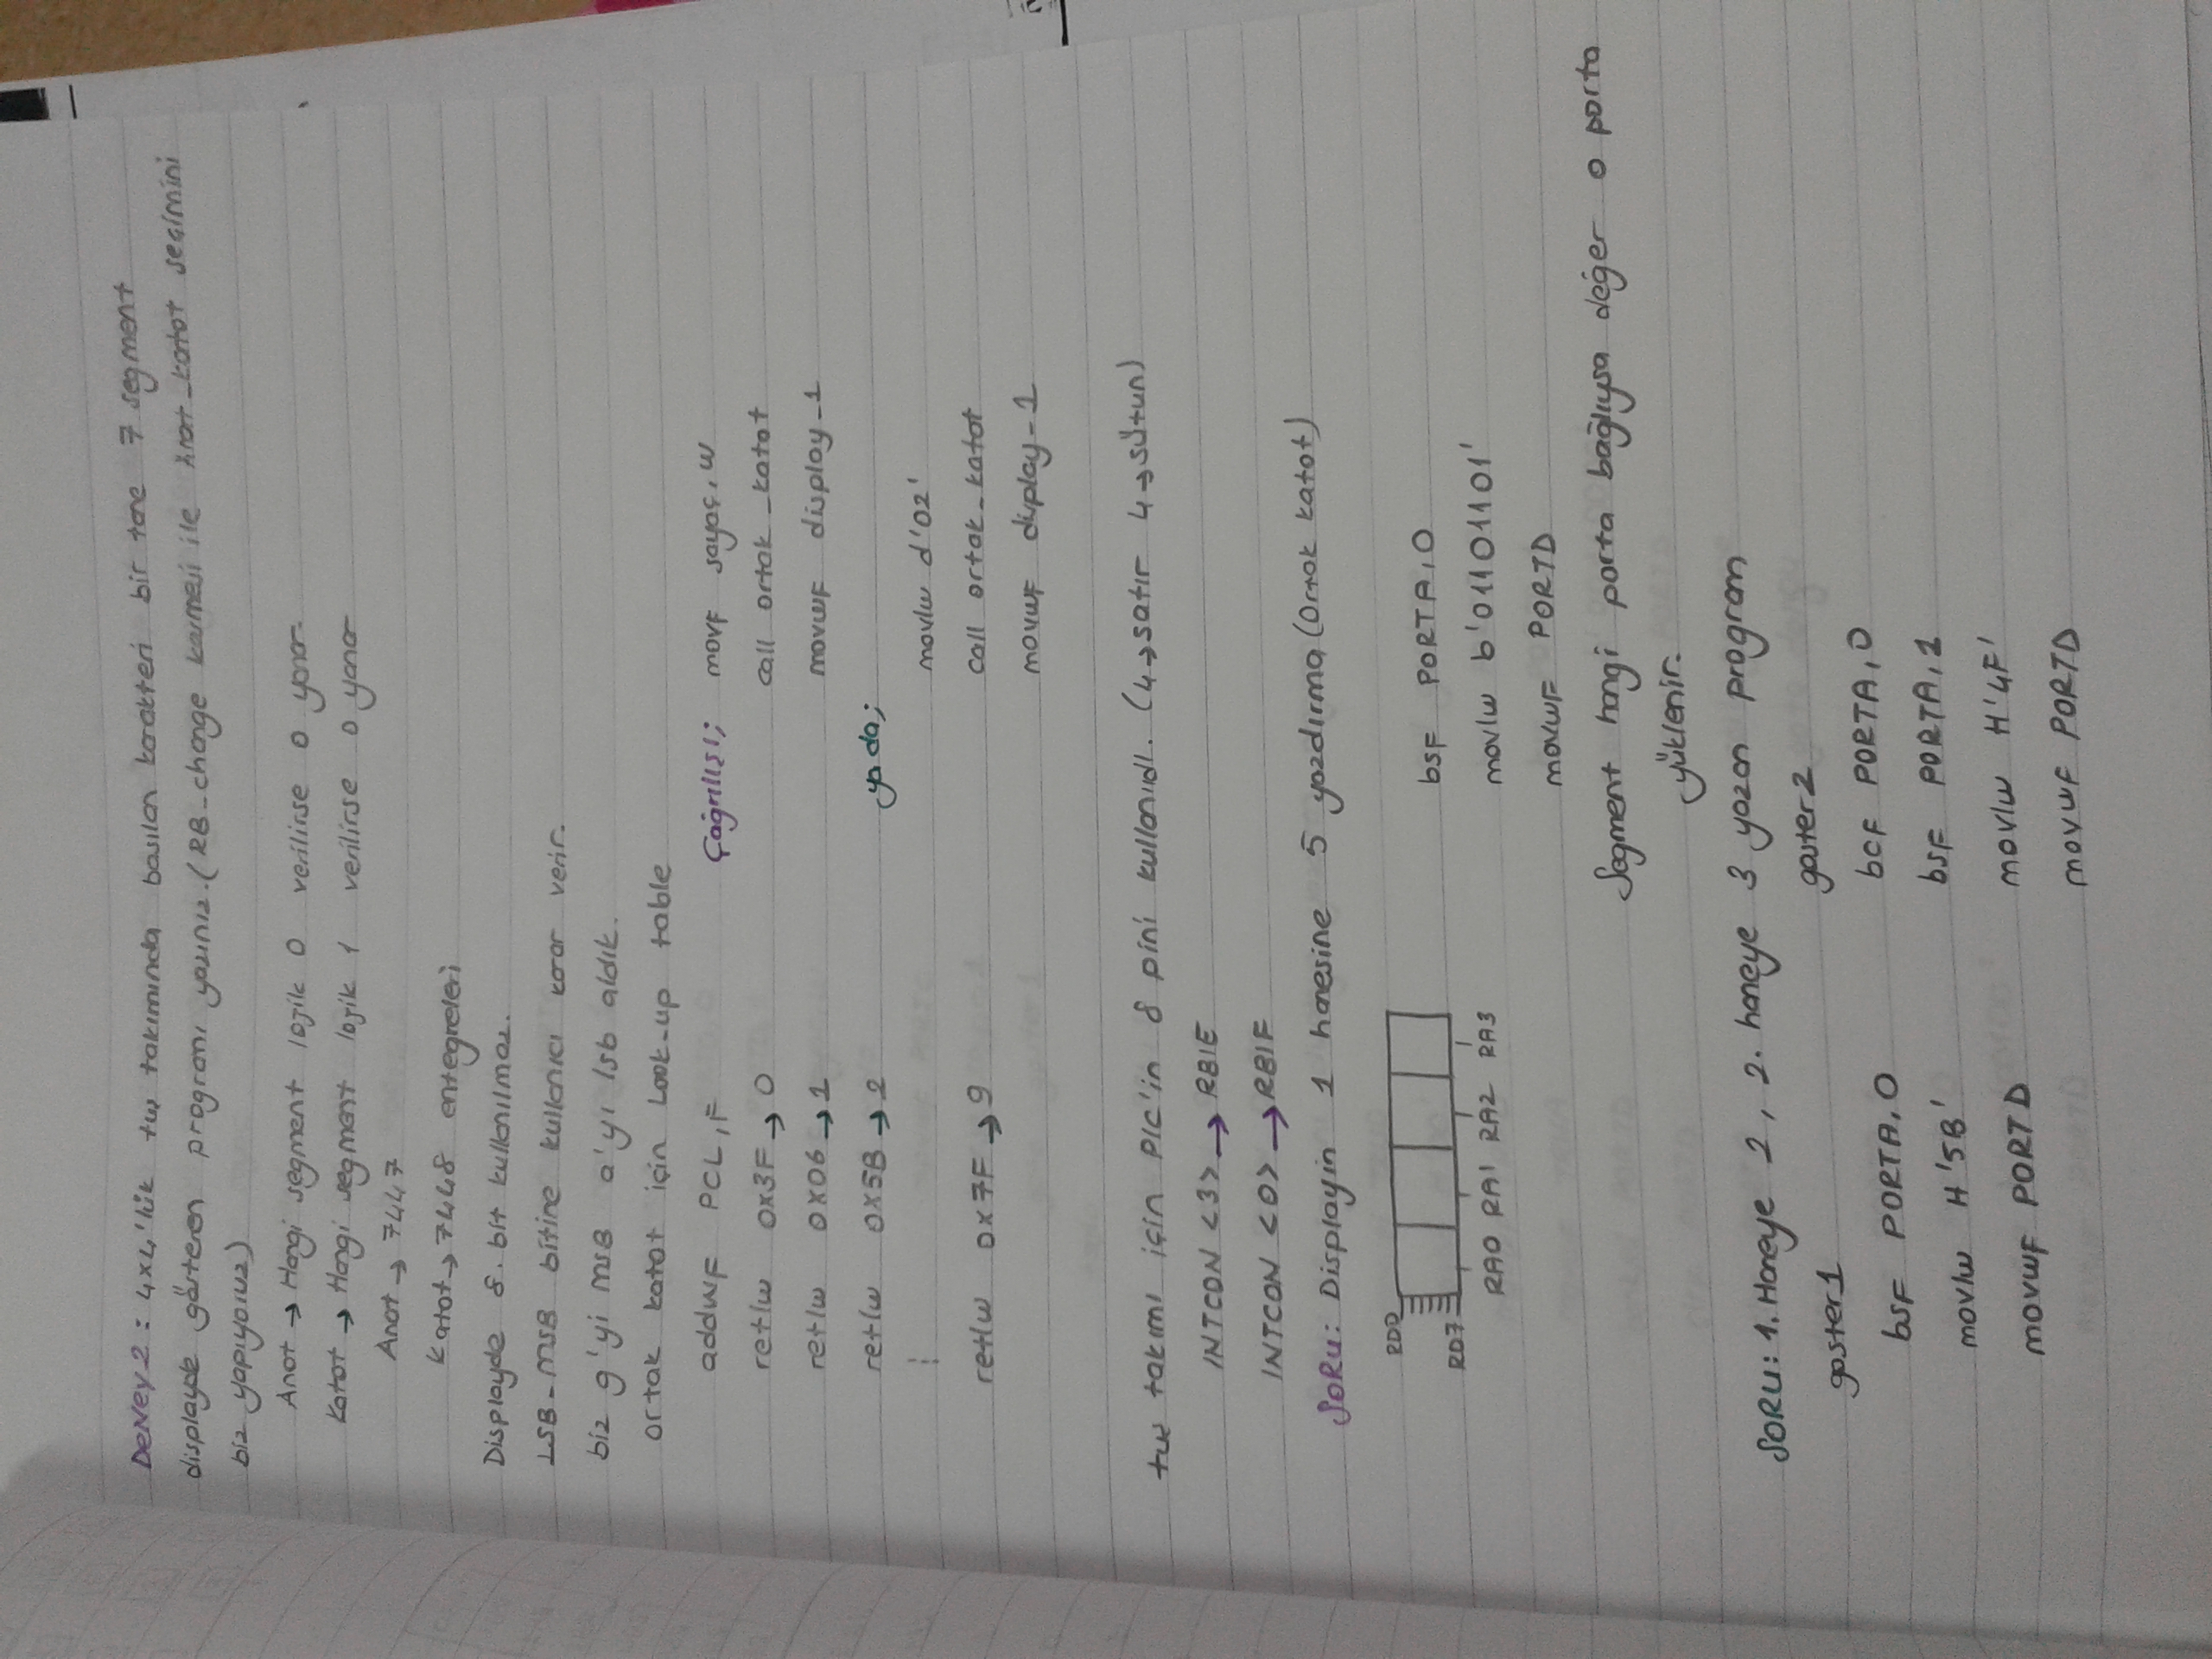 DeNey2: 4x4'lük tuş takımında basılan karakteri bir tane 7 segment
displayde gösteren programı yazınız.(RB_change kesmesi ile Anot_katot seçimini
biz yapıyoruz)
Anot → Hangi segment lojik 0 verilirse o yanar.
Katot → Hangi segment lojik 1 verilirse o yanar
Anot → 7447
Katot → 7448 entegreleri
Displayde 8. bit kullanılmaz.
LSB-MSB bitine kullanıcı karar verir.
biz g'yi MSB a'yı lsb aldık.
ortak katot için Look-up table
addwf PCL,F
retlw 0x3F → 0
retlw 0x06 → 1
retlw 0x5B → 2
⋮
retlw 0x7F → 9
Çağrılışı; movf sayaç,w
call ortak_katot
movwf display_1
ya da;
movlw d'02'
call ortak_katot
movwf display-1
tuş takımı için PIC'in 8 pini kullanıldı. (4→satır 4→sütun)
INTCON <3> → RBIE
INTCON <0> → RBIF
SoRu: Displayin 1 hanesine 5 yazdırma (Ortak katot)
RD0
RD7
RA0 RA1 RA2 RA3
bsf PORTA,0
movlw b'01101101'
movwf PORTD
Segment hangi porta bağlıysa değer o porta
yüklenir.
SORU: 1. Haneye 2, 2. haneye 3 yazan program
goster1
bsf PORTA,0
movlw H'5B'
movwf PORTD
goster2
bcf PORTA,0
bsf PORTA,1
movlw H'4F'
movwf PORTD